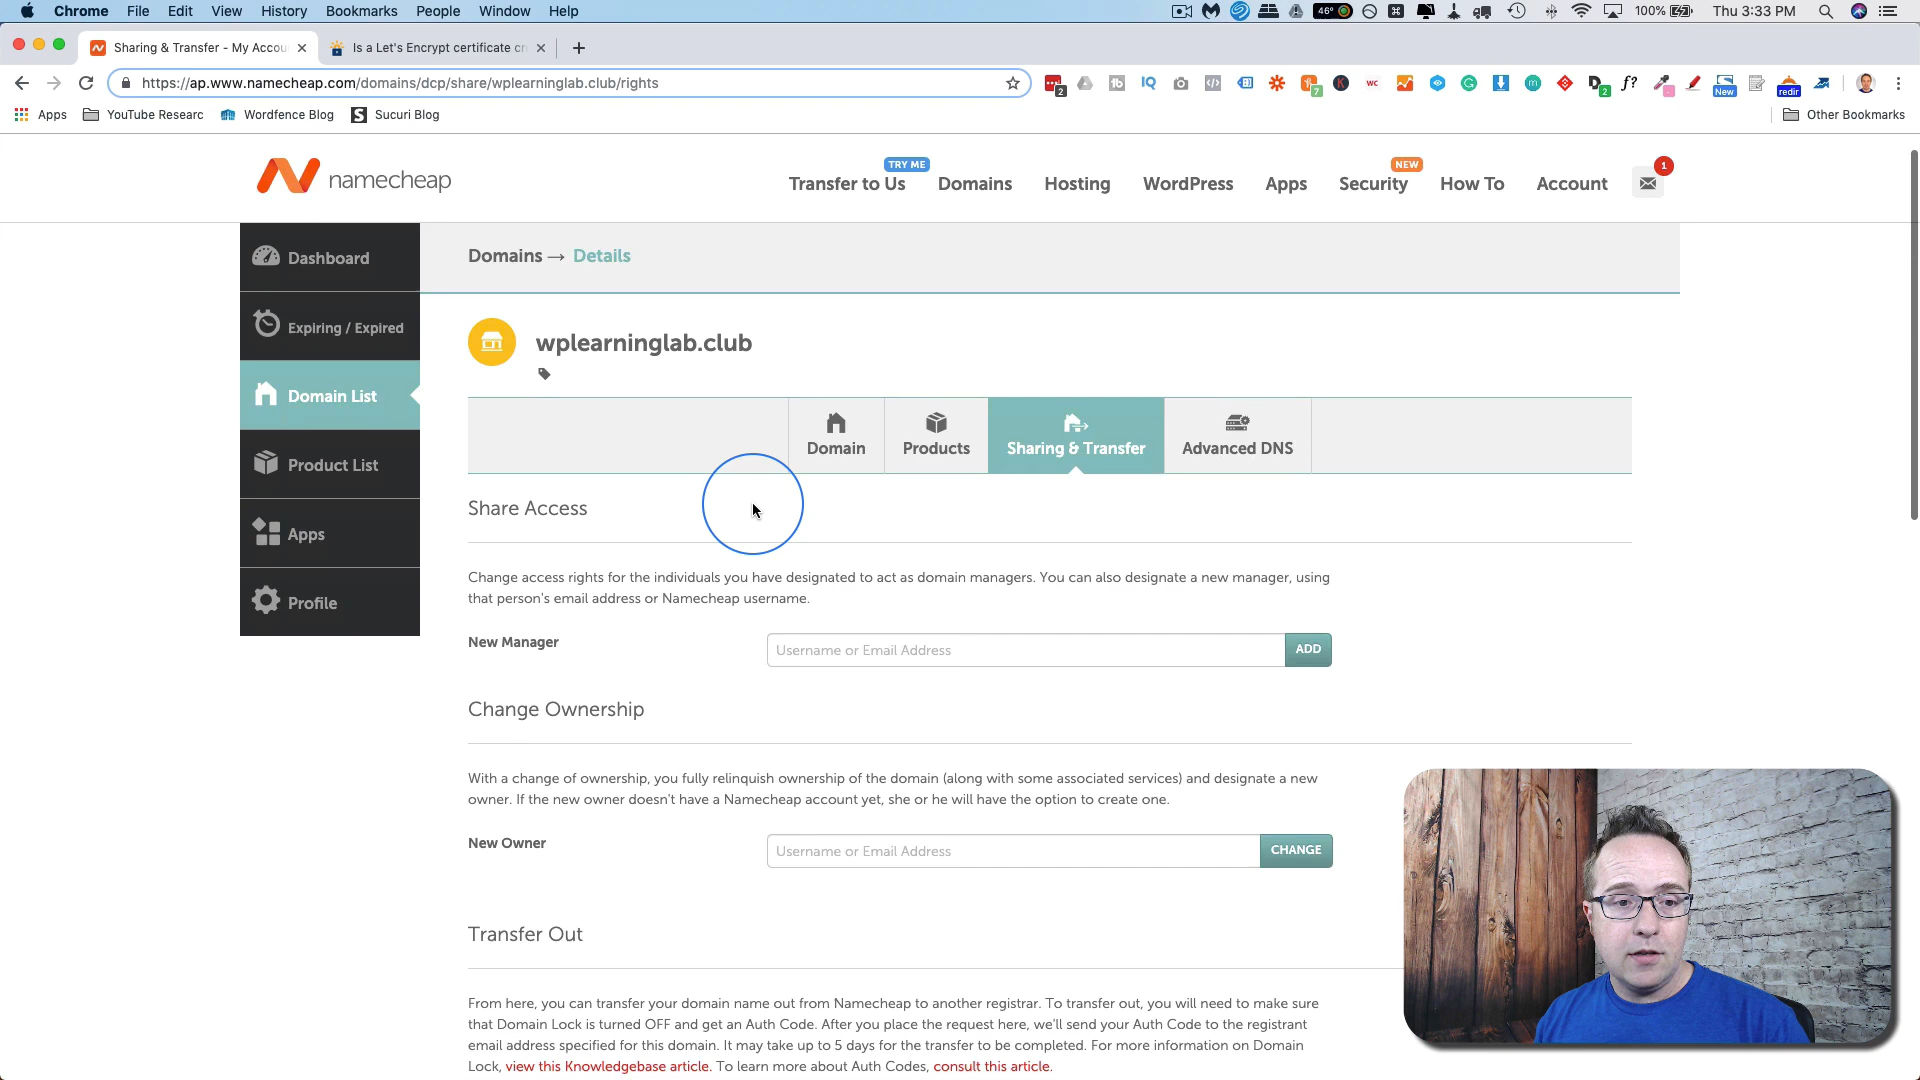 Chrome File Edit View History Bookmarks People Window Help 46° 100% Thu 3:33 PM
Sharing & Transfer - My Accou
Is a Let's Encrypt certificate cr
https://ap.www.namecheap.com/domains/dcp/share/wplearninglab.club/rights
2 1b IQ 7 K WC 2 f? New redir
Apps YouTube Researc Wordfence Blog Sucuri Blog Other Bookmarks
namecheap
TRY ME NEW 1
Transfer to Us Domains Hosting WordPress Apps Security How To Account
Dashboard
Expiring / Expired
Domain List
Product List
Apps
Profile
Domains → Details
wplearninglab.club
Domain Products Sharing & Transfer Advanced DNS
Share Access
Change access rights for the individuals you have designated to act as domain managers. You can also designate a new manager, using
that person's email address or Namecheap username.
New Manager Username or Email Address ADD
Change Ownership
With a change of ownership, you fully relinquish ownership of the domain (along with some associated services) and designate a new
owner. If the new owner doesn't have a Namecheap account yet, she or he will have the option to create one.
New Owner Username or Email Address CHANGE
Transfer Out
From here, you can transfer your domain name out from Namecheap to another registrar. To transfer out, you will need to make sure
that Domain Lock is turned OFF and get an Auth Code. After you place the request here, we'll send your Auth Code to the registrant
email address specified for this domain. It may take up to 5 days for the transfer to be completed. For more information on Domain
Lock, view this Knowledgebase article. To learn more about Auth Codes, consult this article.